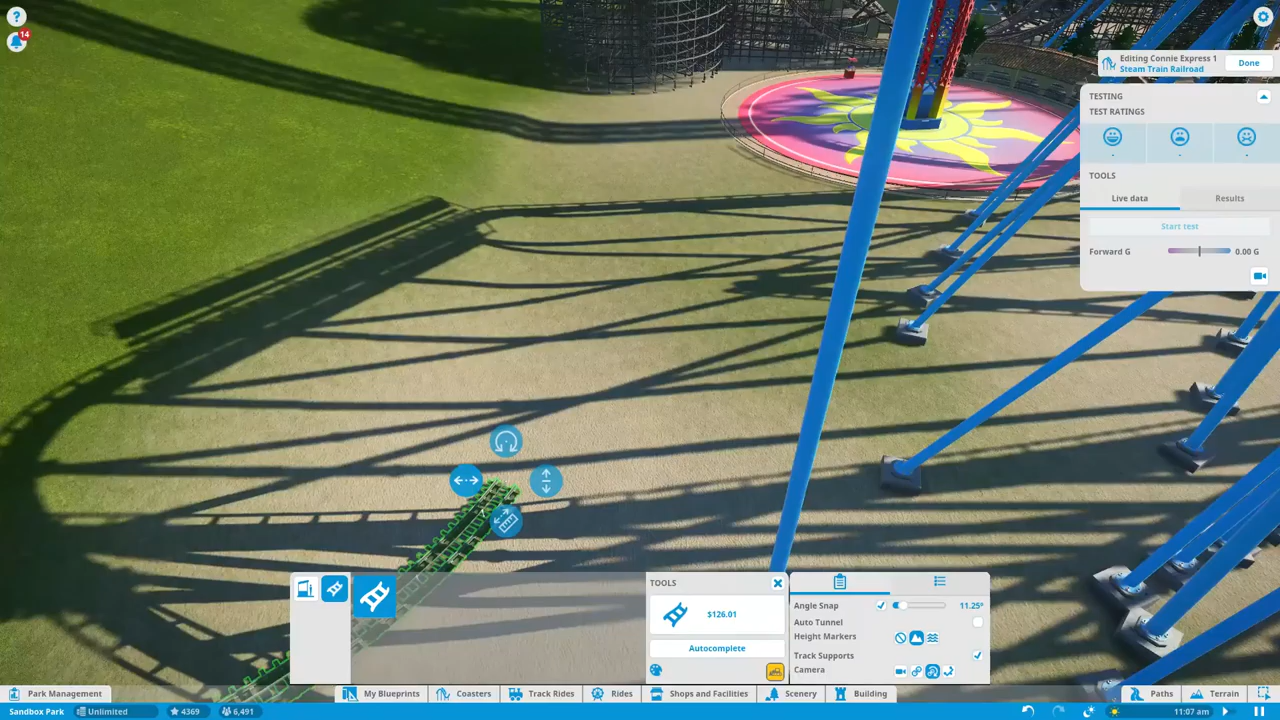 ?
14
Editing Connie Express 1
Steam Train Railroad
Done
TESTING
TEST RATINGS
- - -
TOOLS
Live data Results
Start test
Forward G 0.00 G
TOOLS
$126.01
Autocomplete
Angle Snap 11.25°
Auto Tunnel
Height Markers
Track Supports
Camera
Park Management My Blueprints Coasters Track Rides Rides Shops and Facilities Scenery Building Paths Terrain
Sandbox Park Unlimited 4369 6,491 11:07 am